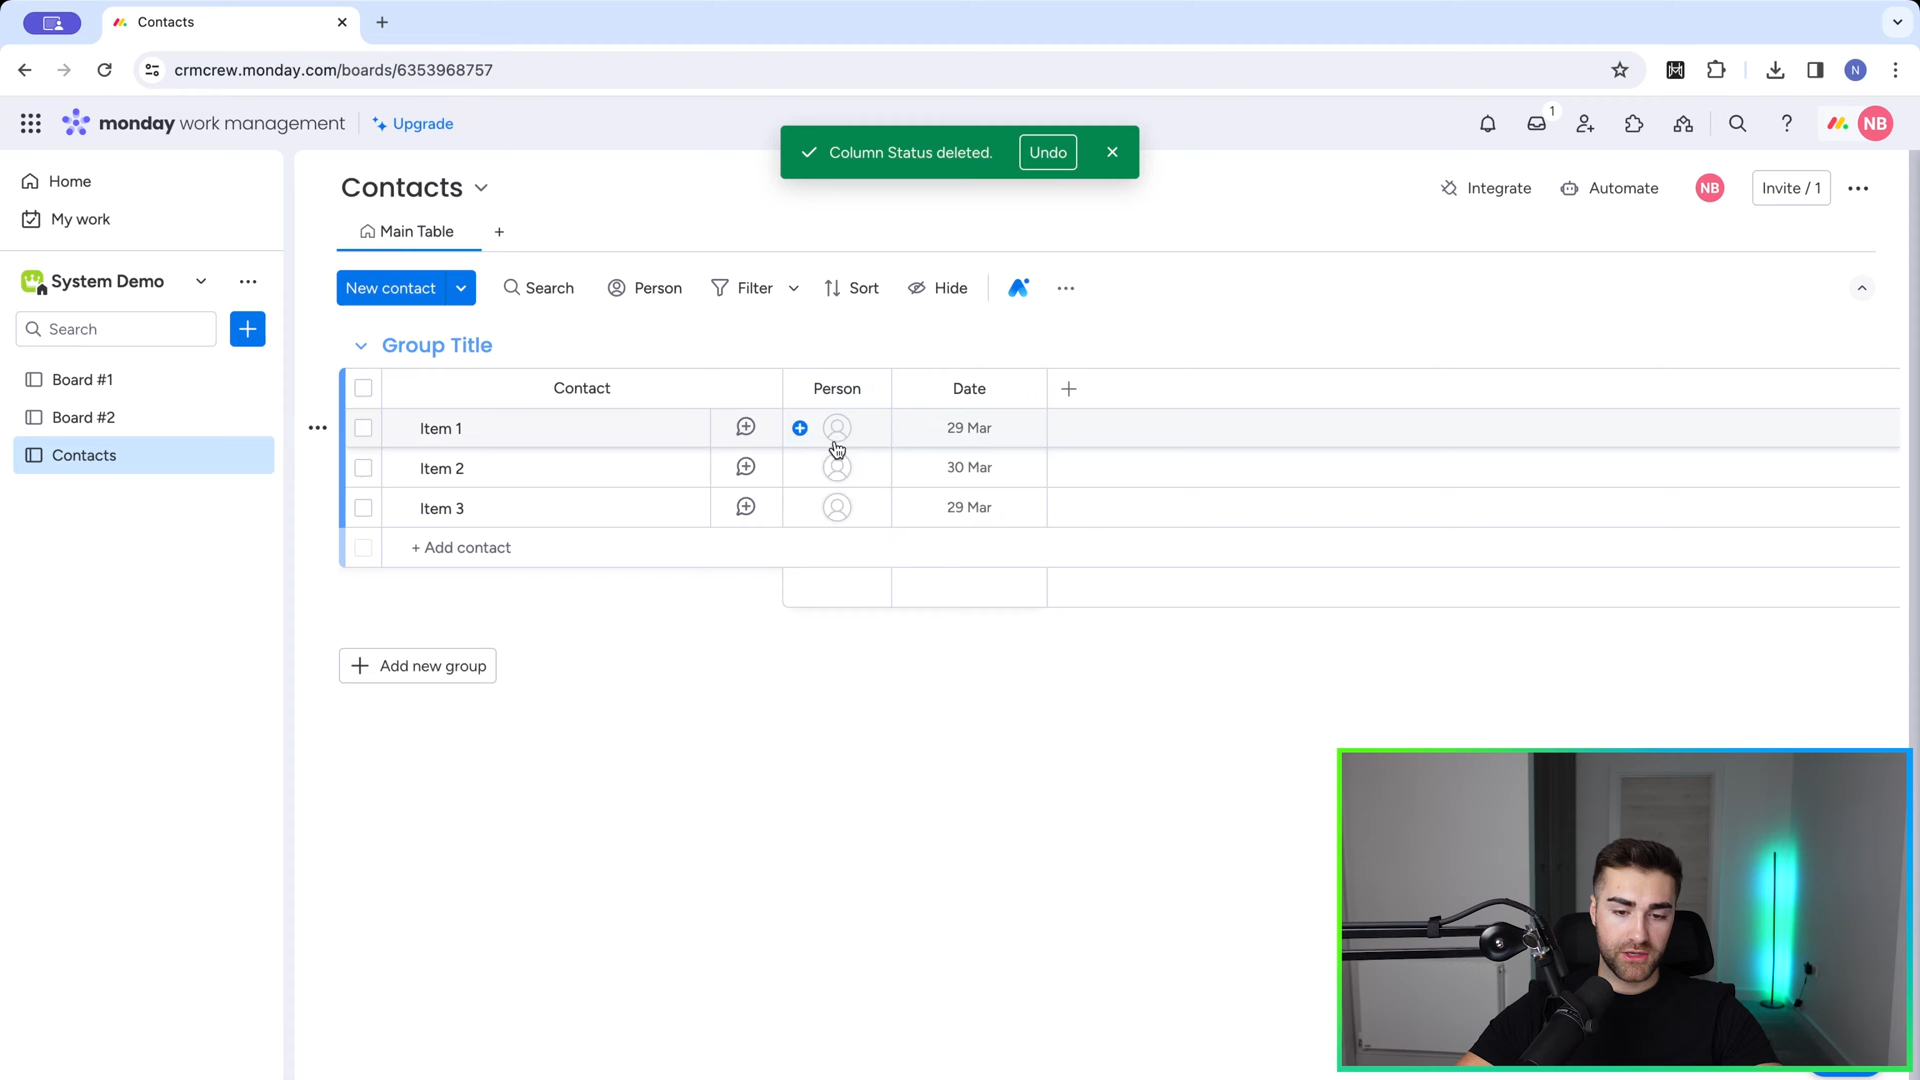 Contacts
crmcrew.monday.com/boards/6353968757
N
monday work management
Upgrade
1
NB
Column Status deleted.
Undo
Home
My work
System Demo
Search
Board #1
Board #2
Contacts
Contacts
Integrate
Automate
NB
Invite / 1
Main Table
New contact
Search
Person
Filter
Sort
Hide
Group Title
Contact
Person
Date
Item 1
29 Mar
Item 2
30 Mar
Item 3
29 Mar
+ Add contact
Add new group